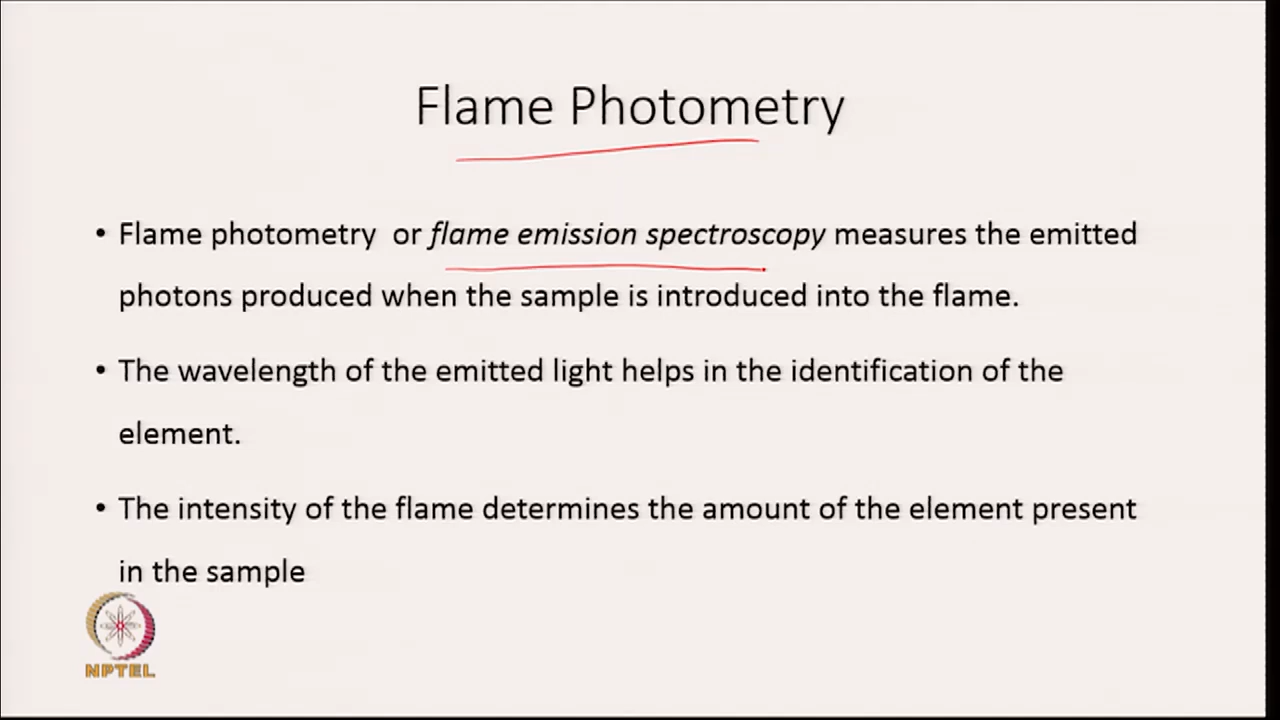 Flame Photometry
• Flame photometry or flame emission spectroscopy measures the emitted
photons produced when the sample is introduced into the flame.
• The wavelength of the emitted light helps in the identification of the
element.
• The intensity of the flame determines the amount of the element present
in the sample
NPTEL